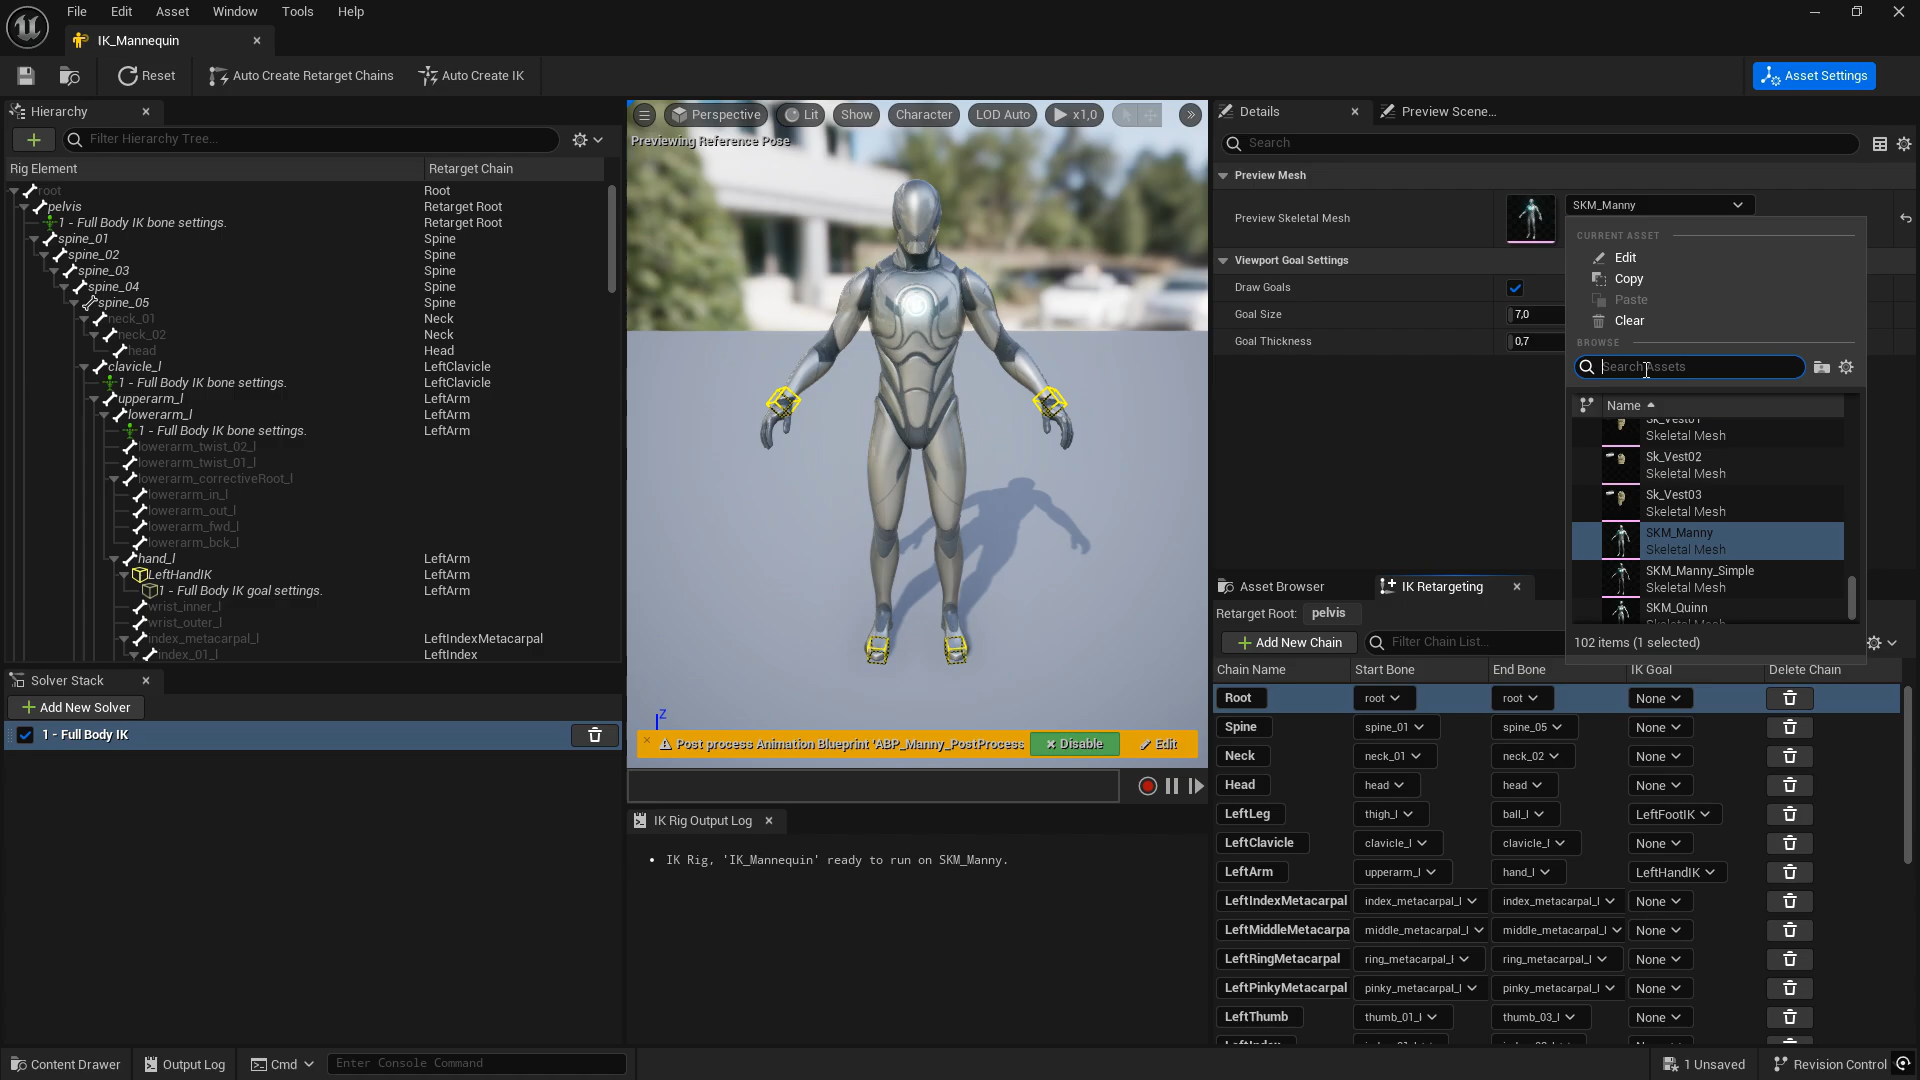 File Edit Asset Window Tools Help
IK_Mannequin
Reset Auto Create Retarget Chains Auto Create IK Asset Settings
Hierarchy
Filter Hierarchy Tree...
Rig Element Retarget Chain
root Root
pelvis Retarget Root
1 - Full Body IK bone settings. Retarget Root
spine_01 Spine
spine_02 Spine
spine_03 Spine
spine_04 Spine
spine_05 Spine
neck_01 Neck
neck_02 Neck
head Head
clavicle_l LeftClavicle
1 - Full Body IK bone settings. LeftClavicle
upperarm_l LeftArm
lowerarm_l LeftArm
1 - Full Body IK bone settings. LeftArm
lowerarm_twist_02_l
lowerarm_twist_01_l
lowerarm_correctiveRoot_l
lowerarm_in_l
lowerarm_out_l
lowerarm_fwd_l
lowerarm_bck_l
hand_l LeftArm
LeftHandIK LeftArm
1 - Full Body IK goal settings. LeftArm
wrist_inner_l
wrist_outer_l
index_metacarpal_l LeftIndexMetacarpal
index_01_l LeftIndex
Solver Stack
Add New Solver
1 - Full Body IK
Perspective Lit Show Character LOD Auto x1,0
Previewing Reference Pose
Z
Post process Animation Blueprint 'ABP_Manny_PostProcess Disable Edit
IK Rig Output Log
• IK Rig, 'IK_Mannequin' ready to run on SKM_Manny.
Details Preview Scene...
Search
Preview Mesh
Preview Skeletal Mesh SKM_Manny
Viewport Goal Settings
Draw Goals
Goal Size 7,0
Goal Thickness 0,7
CURRENT ASSET
Edit
Copy
Paste
Clear
BROWSE
Search Assets
Name
Sk_Vest01
Skeletal Mesh
Sk_Vest02
Skeletal Mesh
Sk_Vest03
Skeletal Mesh
SKM_Manny
Skeletal Mesh
SKM_Manny_Simple
Skeletal Mesh
SKM_Quinn
102 items (1 selected)
Asset Browser IK Retargeting
Retarget Root: pelvis
Add New Chain Filter Chain List...
Chain Name Start Bone End Bone IK Goal Delete Chain
Root root root None
Spine spine_01 spine_05 None
Neck neck_01 neck_02 None
Head head head None
LeftLeg thigh_l ball_l LeftFootIK
LeftClavicle clavicle_l clavicle_l None
LeftArm upperarm_l hand_l LeftHandIK
LeftIndexMetacarpal index_metacarpal_l index_metacarpal_l None
LeftMiddleMetacarpa middle_metacarpal_l middle_metacarpal_l None
LeftRingMetacarpal ring_metacarpal_l ring_metacarpal_l None
LeftPinkyMetacarpal pinky_metacarpal_l pinky_metacarpal_l None
LeftThumb thumb_01_l thumb_03_l None
Content Drawer Output Log Cmd Enter Console Command 1 Unsaved Revision Control